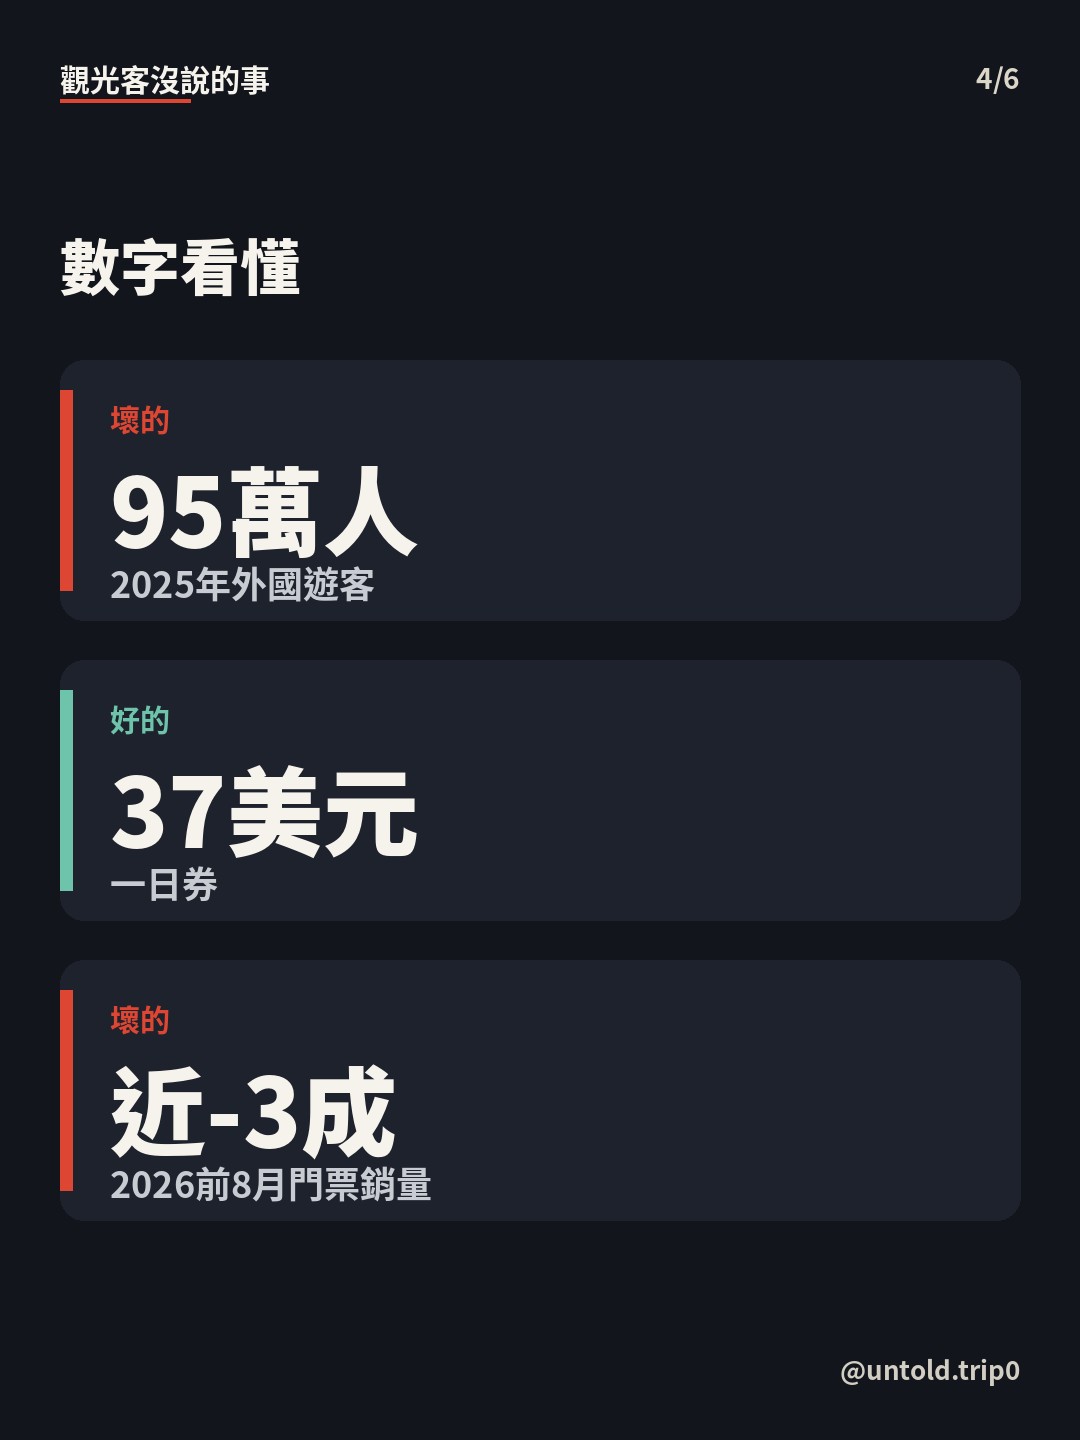 觀光客沒說的事
4/6
數字看懂
壞的
95萬人
2025年外國遊客
好的
37美元
一日券
壞的
近-3成
2026前8月門票銷量
@untold.trip0